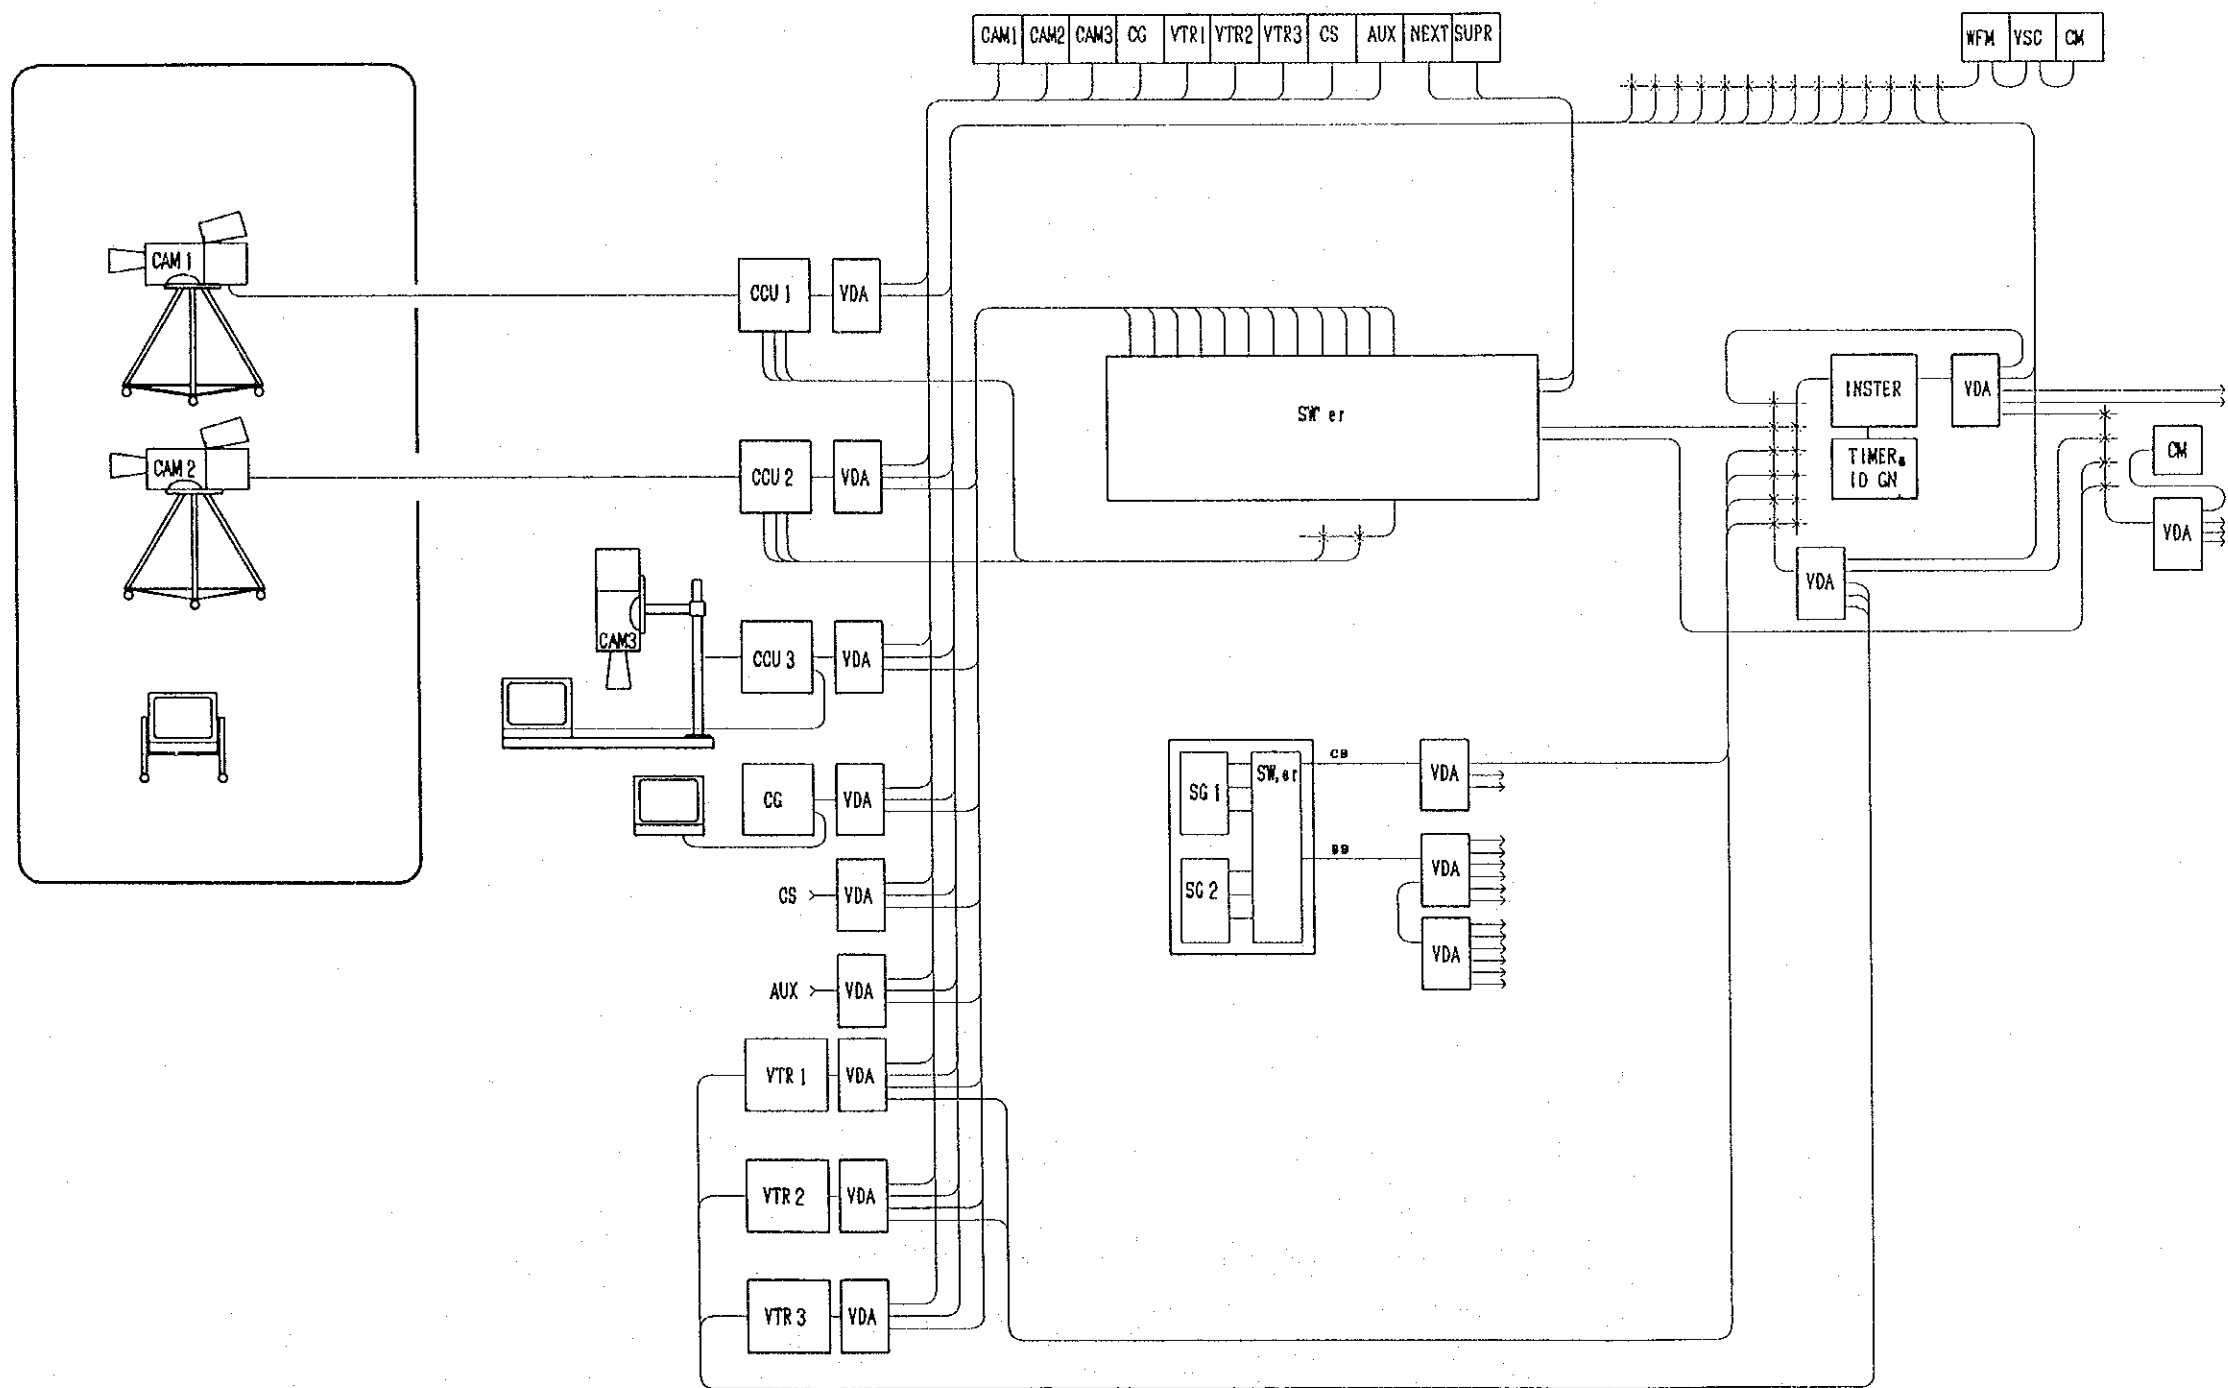 CAM1 CAM2 CAM3 CG VTR1 VTR2 VTR3 CS AUX NEXT SUPR
WFM VSC CM
CAM 1
CCU 1 VDA
SW'er
INSTER VDA
TIMER&
ID GN
CM
VDA
VDA
CAM 2
CCU 2 VDA
CAM3
CCU 3 VDA
CG VDA
CS VDA
AUX VDA
VTR 1 VDA
VTR 2 VDA
VTR 3 VDA
SG 1
SW,er
CB
VDA
SG 2
BB
VDA
VDA